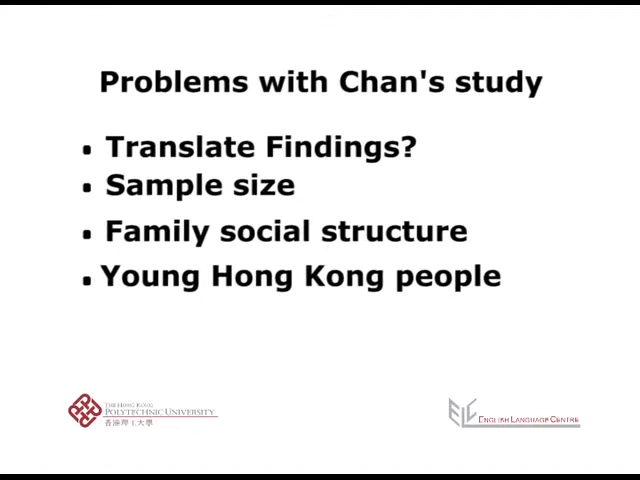 Problems with Chan's study
Translate Findings?
Sample size
Family social structure
Young Hong Kong people
THE HONG KONG
POLYTECHNIC UNIVERSITY
香港理工大學
ELC ENGLISH LANGUAGE CENTRE